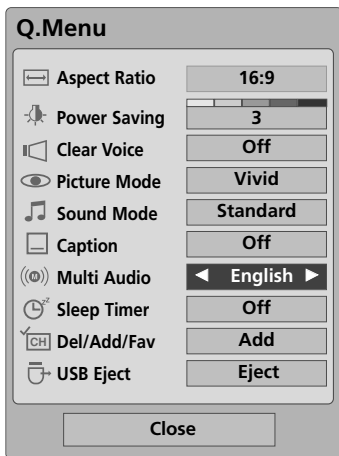 Q.Menu
Aspect Ratio 16:9
Power Saving 3
Clear Voice Off
Picture Mode Vivid
Sound Mode Standard
Caption Off
Multi Audio ◀ English ▶
Sleep Timer Off
CH Del/Add/Fav Add
USB Eject Eject
Close